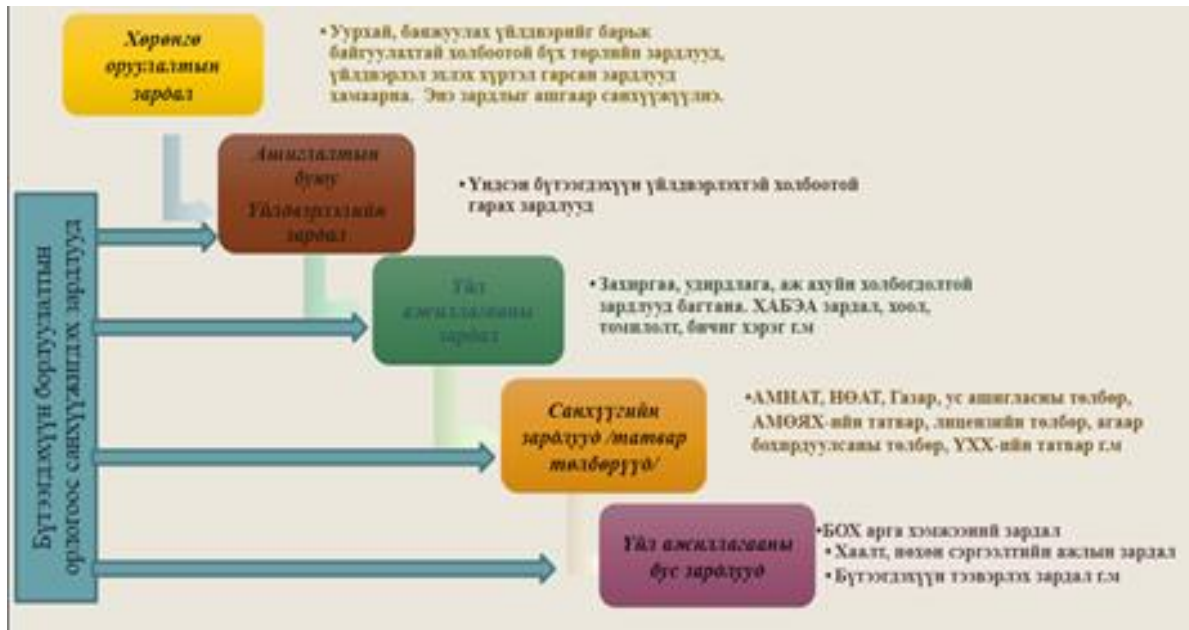 Хөрөнгө
оруулалтын
зардал
• Уурхай, баяжуулах үйлдвэрийг барьж
байгуулахтай холбоотой бүх төрлийн зардлууд,
үйлдвэрлэл эхлэх хүртэл гарсан зардлууд
хамаарна. Энэ зардлыг ашгаар санхүүжүүлнэ.
Ашиглалтын
буюу
Үйлдвэрлэлийн
зардал
• Үндсэн бүтээгдэхүүн үйлдвэрлэхтэй холбоотой
гарах зардлууд
Үйл
ажиллагааны
зардал
• Захиргаа, удирдлага, аж ахуйн холбогдолтой
зардлууд багтана. ХАБЭА зардал, хоол,
томилолт, бичиг хэрэг г.м
Санхүүгийн
зардлууд /татвар
төлбөрүүд/
• АМНАТ, НӨАТ, Газар, ус ашигласны төлбөр,
АМӨЯХ-ийн татвар, лицензийн төлбөр, агаар
бохирдуулсаны төлбөр, ҮХХ-ийн татвар г.м
Үйл ажиллагааны
бус зардлууд
• БОХ арга хэмжээний зардал
• Хаалт, нөхөн сэргээлтийн ажлын зардал
• Бүтээгдэхүүн тээвэрлэх зардал г.м
Бүтээгдэхүүн борлуулалтын
орлогоос санхүүжигдэх зардлууд